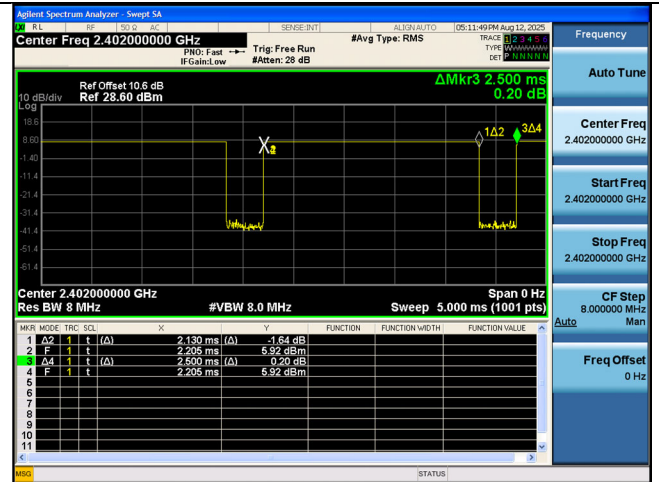 Agilent Spectrum Analyzer - Swept SA
RL RF 50 Ω AC SENSE:INT ALIGN AUTO 05:11:49 PM Aug 12, 2025
Center Freq 2.402000000 GHz #Avg Type: RMS TRACE 1 2 3 4 5 6
PNO: Fast Trig: Free Run TYPE
IFGain:Low #Atten: 28 dB DET P N N N N N
Frequency
Auto Tune
Ref Offset 10.6 dB ΔMkr3 2.500 ms
10 dB/div Ref 28.60 dBm 0.20 dB
Log
18.6
8.60
-1.40
-11.4
-21.4
-31.4
-41.4
-51.4
-61.4
1Δ2
3Δ4
Center Freq
2.402000000 GHz
Start Freq
2.402000000 GHz
Stop Freq
2.402000000 GHz
Center 2.402000000 GHz Span 0 Hz
Res BW 8 MHz #VBW 8.0 MHz Sweep 5.000 ms (1001 pts)
CF Step
8.000000 MHz
Auto Man
Freq Offset
0 Hz
MKR MODE TRC SCL X Y FUNCTION FUNCTION WIDTH FUNCTION VALUE
1 Δ2 1 t (Δ) 2.130 ms (Δ) -1.64 dB
2 F 1 t 2.205 ms 5.92 dBm
3 Δ4 1 t (Δ) 2.500 ms (Δ) 0.20 dB
4 F 1 t 2.205 ms 5.92 dBm
5
6
7
8
9
10
11
MSG STATUS